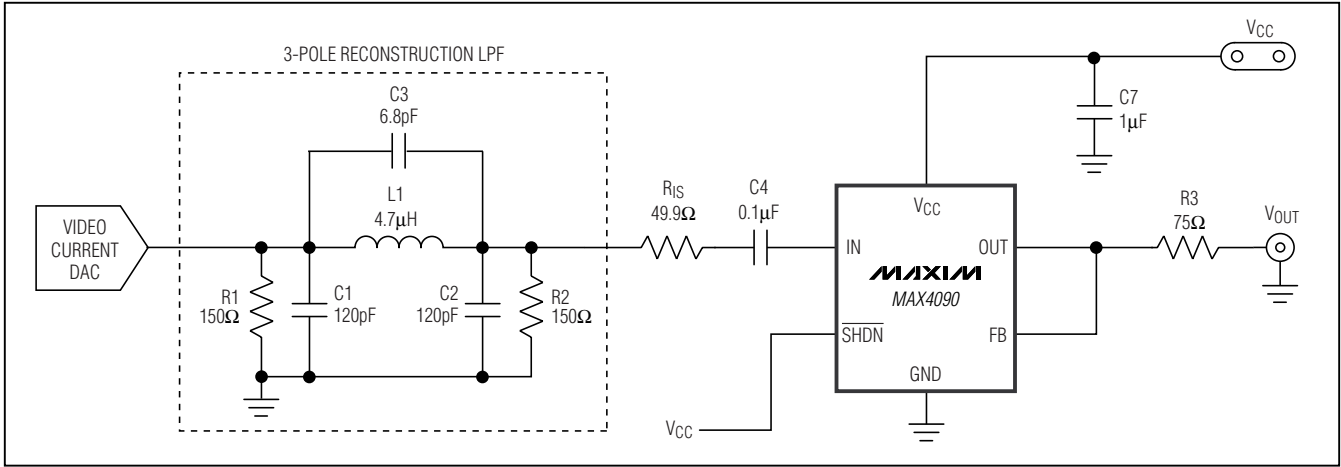 3-POLE RECONSTRUCTION LPF
VIDEO
CURRENT
DAC
R1
150Ω
C1
120pF
C3
6.8pF
L1
4.7μH
C2
120pF
R2
150Ω
RIS
49.9Ω
C4
0.1μF
VCC
IN
OUT
MAXIM
MAX4090
SHDN
FB
GND
VCC
C7
1μF
VCC
R3
75Ω
VOUT